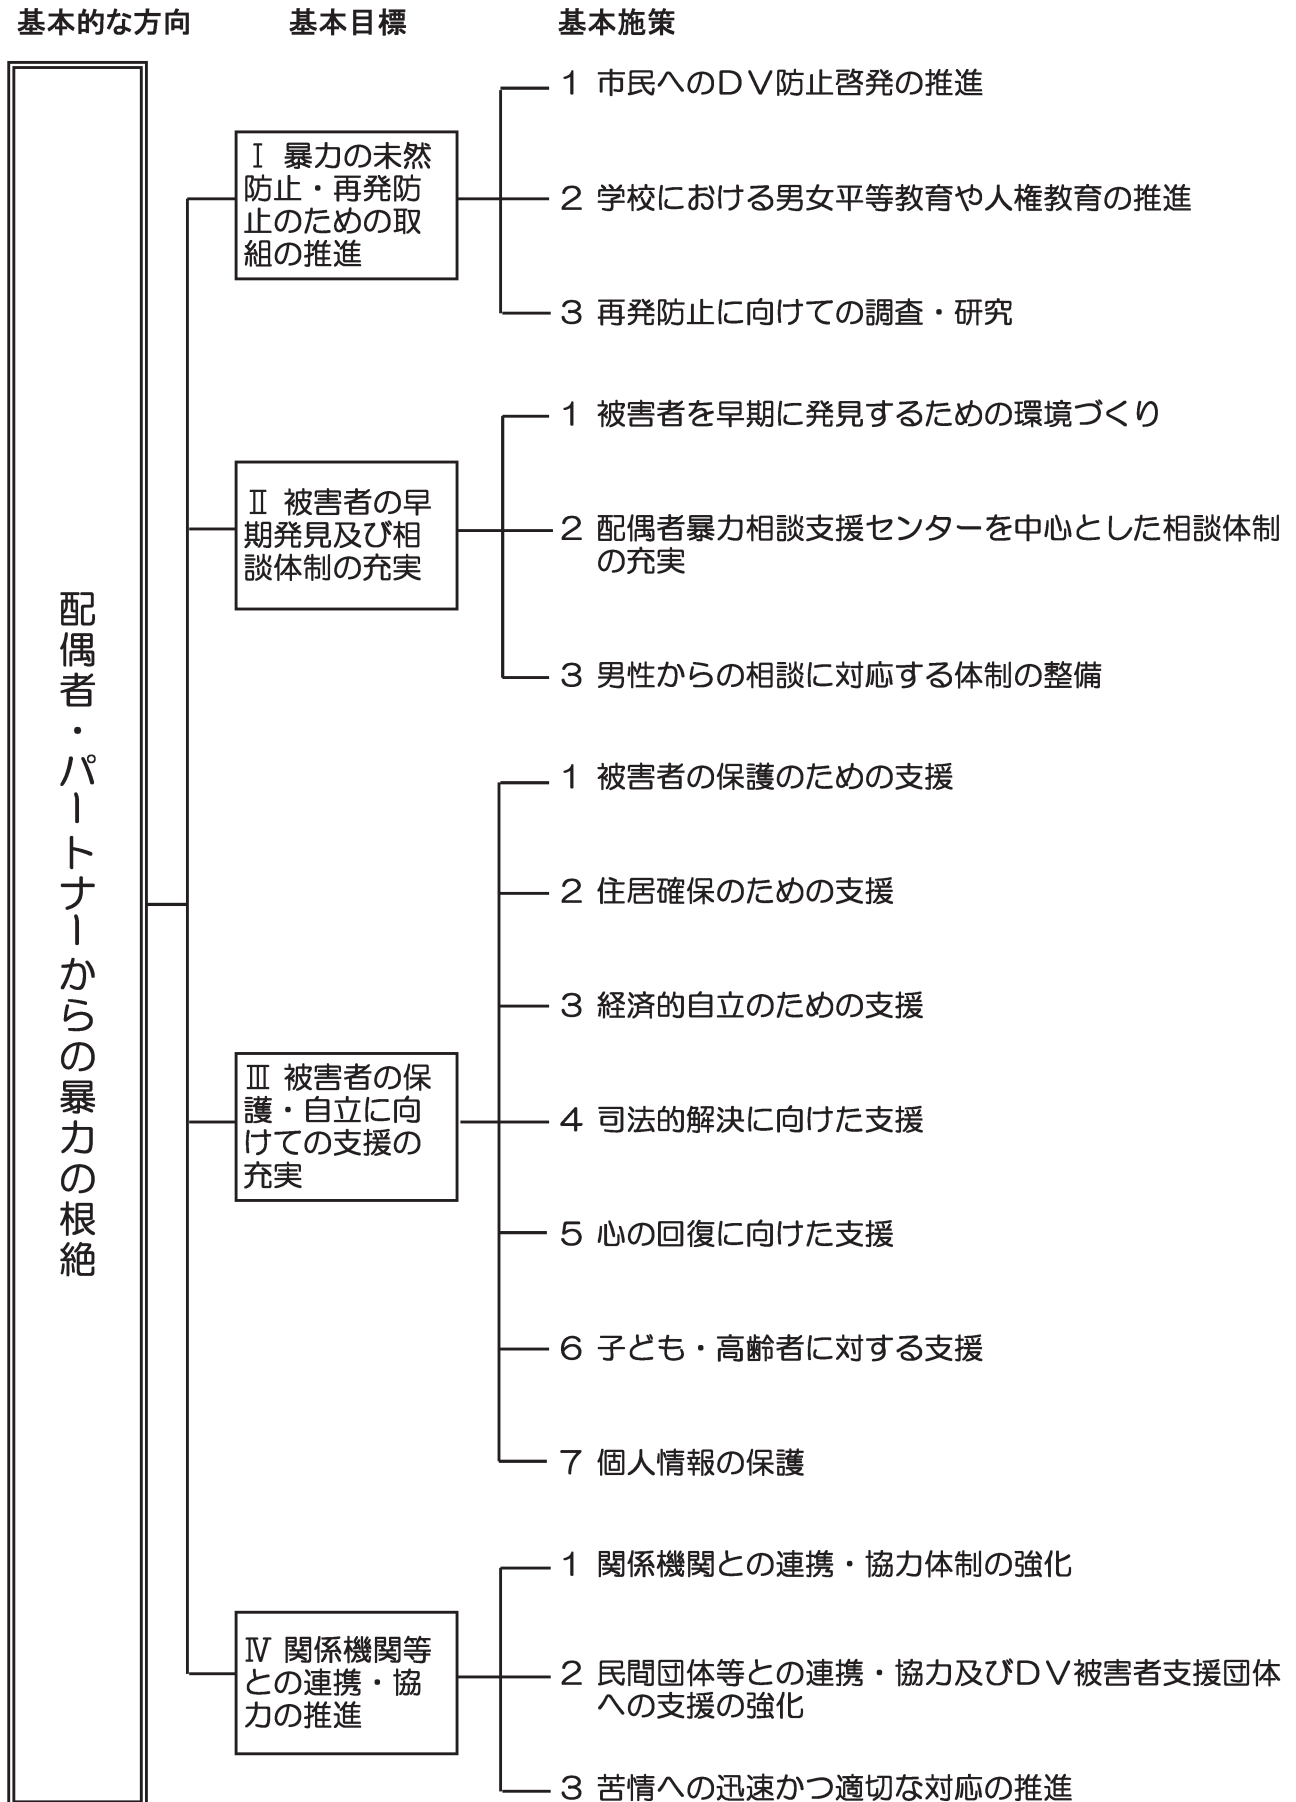 基本的な方向
基本目標
基本施策
配偶者・パートナーからの暴力の根絶
Ⅰ 暴力の未然
防止・再発防
止のための取
組の推進
1 市民へのＤＶ防止啓発の推進
2 学校における男女平等教育や人権教育の推進
3 再発防止に向けての調査・研究
Ⅱ 被害者の早
期発見及び相
談体制の充実
1 被害者を早期に発見するための環境づくり
2 配偶者暴力相談支援センターを中心とした相談体制
の充実
3 男性からの相談に対応する体制の整備
Ⅲ 被害者の保
護・自立に向
けての支援の
充実
1 被害者の保護のための支援
2 住居確保のための支援
3 経済的自立のための支援
4 司法的解決に向けた支援
5 心の回復に向けた支援
6 子ども・高齢者に対する支援
7 個人情報の保護
Ⅳ 関係機関等
との連携・協
力の推進
1 関係機関との連携・協力体制の強化
2 民間団体等との連携・協力及びＤＶ被害者支援団体
への支援の強化
3 苦情への迅速かつ適切な対応の推進